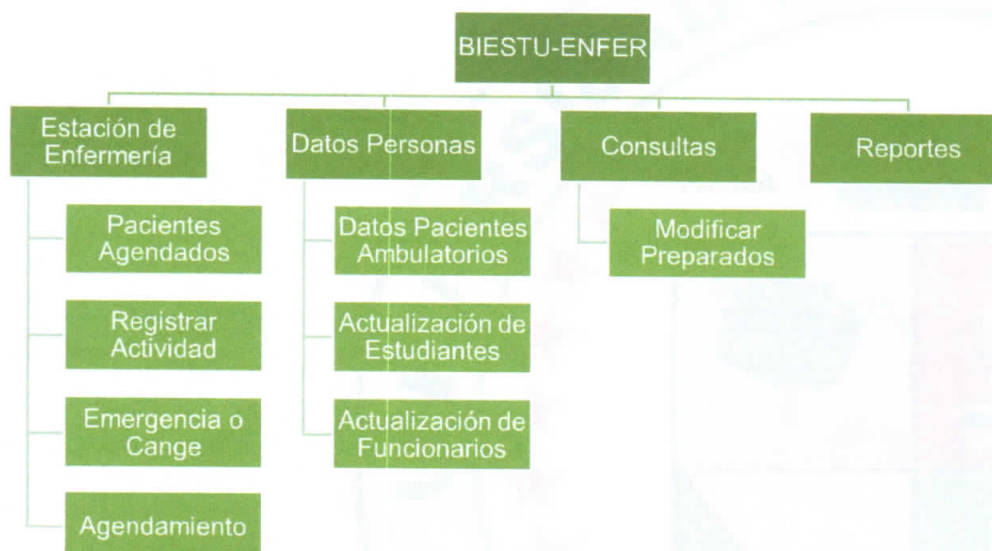 BIESTU-ENFER
Estación de
Enfermería
Datos Personas
Consultas
Reportes
Pacientes
Agendados
Registrar
Actividad
Emergencia o
Cange
Agendamiento
Datos Pacientes
Ambulatorios
Actualización de
Estudiantes
Actualización de
Funcionarios
Modificar
Preparados